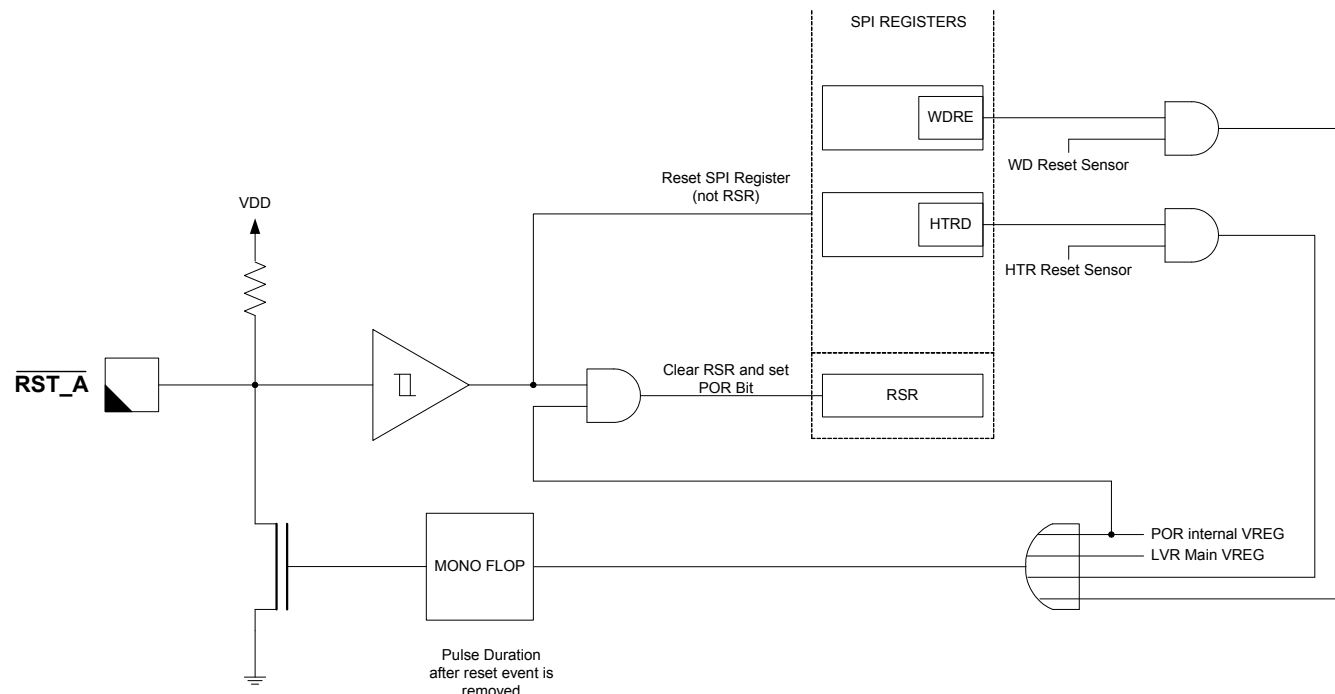 SPI REGISTERS
WDRE
WD Reset Sensor
Reset SPI Register
(not RSR)
VDD
HTRD
HTR Reset Sensor
RST_A
Clear RSR and set
POR Bit
RSR
POR internal VREG
LVR Main VREG
MONO FLOP
Pulse Duration
after reset event is
removed